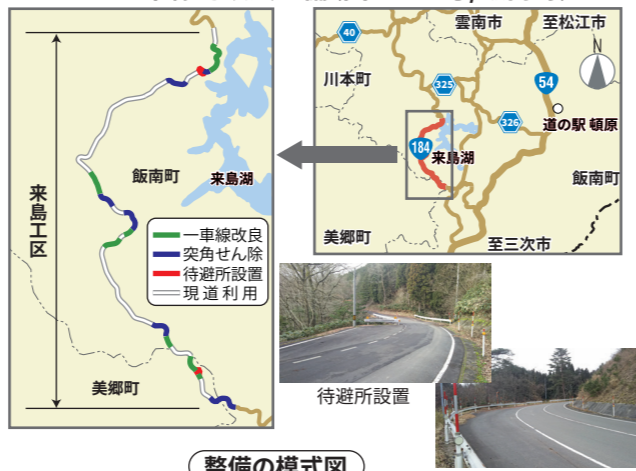 来島工区
飯南町
来島湖
一車線改良
突角せん除
待避所設置
現道利用
美郷町
雲南市
至松江市
40
N
川本町
325
54
326
道の駅 頓原
184
来島湖
飯南町
美郷町
至三次市
待避所設置
整備の模式図